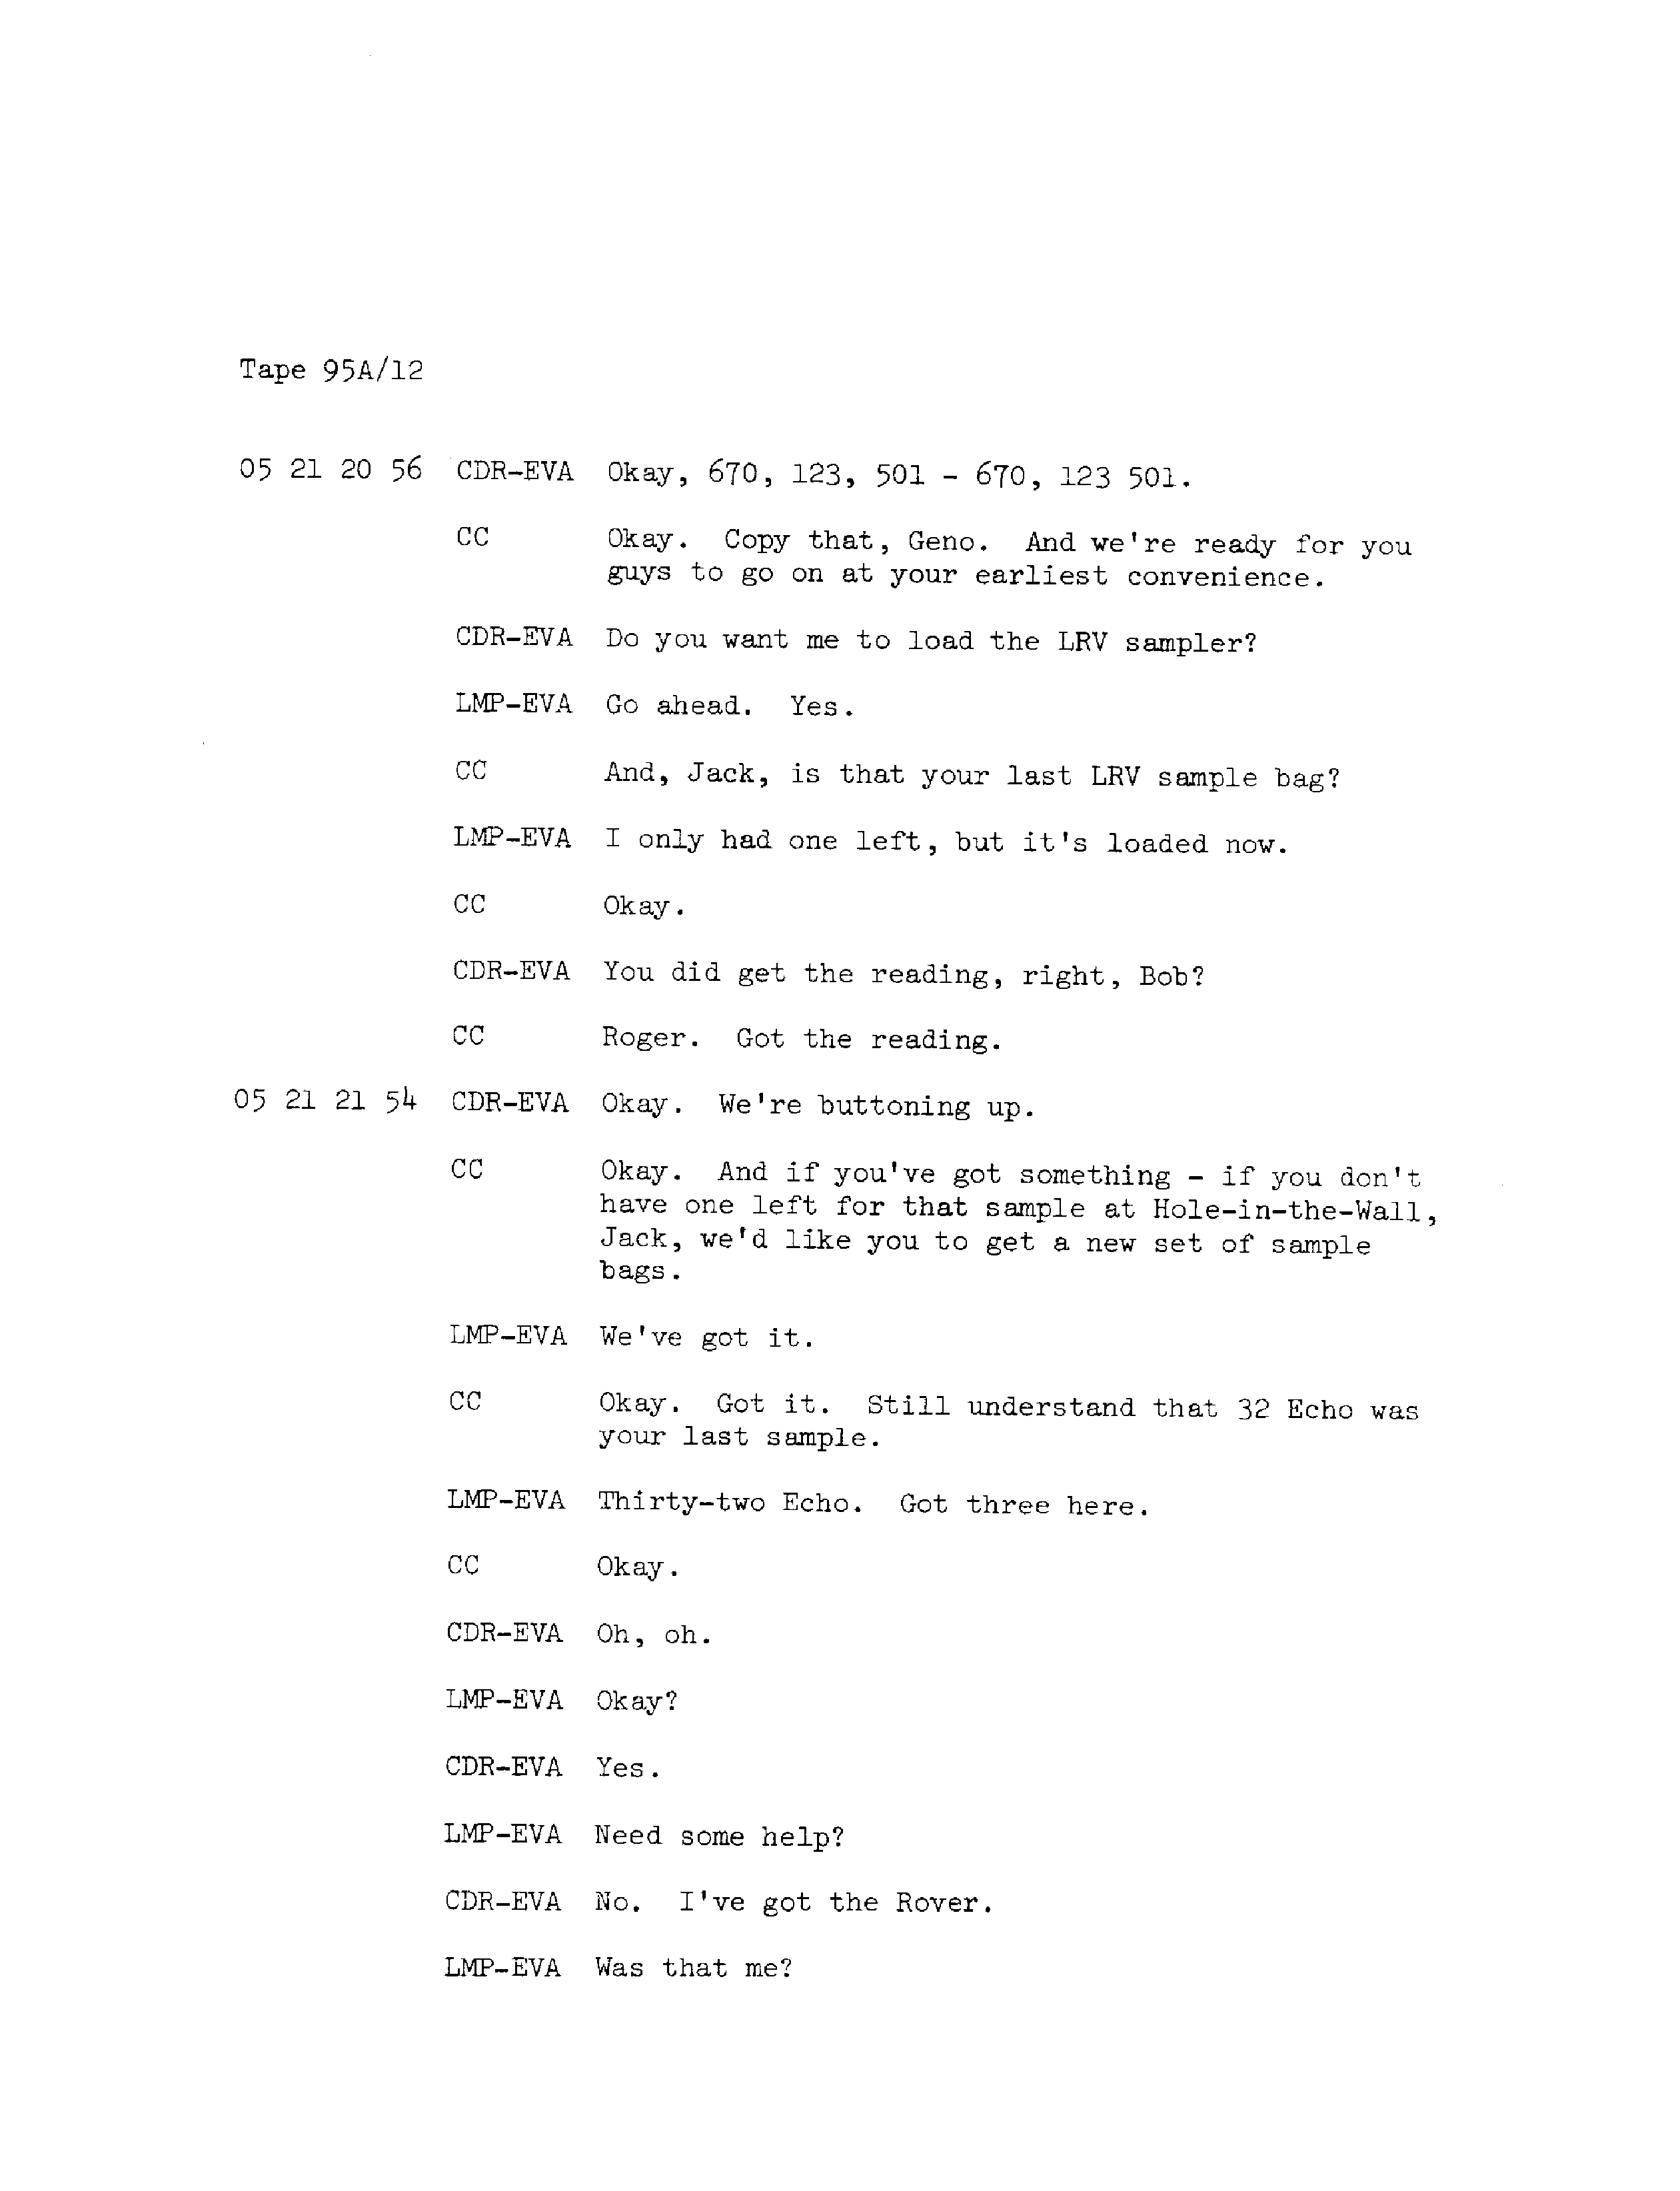 Tape 95A/12
05 21 20 56 CDR-EVA Okay, 670, 123, 501 - 670, 123 501.
CC Okay. Copy that, Geno. And we're ready for you
guys to go on at your earliest convenience.
CDR-EVA Do you want me to load the LRV sampler?
LMP-EVA Go ahead. Yes.
CC And, Jack, is that your last LRV sample bag?
LMP-EVA I only had one left, but it's loaded now.
CC Okay.
CDR-EVA You did get the reading, right, Bob?
CC Roger. Got the reading.
05 21 21 54 CDR-EVA Okay. We're buttoning up.
CC Okay. And if you've got something - if you don't
have one left for that sample at Hole-in-the-Wall,
Jack, we'd like you to get a new set of sample
bags.
LMP-EVA We've got it.
CC Okay. Got it. Still understand that 32 Echo was
your last sample.
LMP-EVA Thirty-two Echo. Got three here.
CC Okay.
CDR-EVA Oh, oh.
LMP-EVA Okay?
CDR-EVA Yes.
LMP-EVA Need some help?
CDR-EVA No. I've got the Rover.
LMP-EVA Was that me?